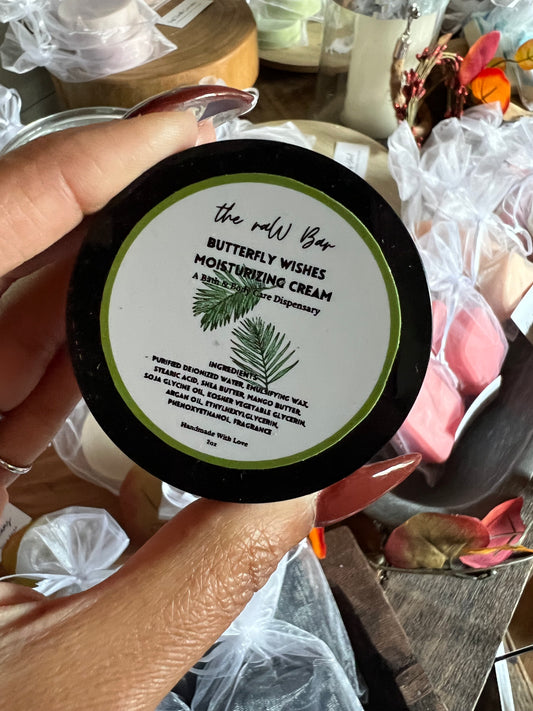 the raW Bar
BUTTERFLY WISHES
MOISTURIZING CREAM
A Bath & Body Care Dispensary
INGREDIENTS
PURIFIED DEIONIZED WATER, EMULSIFYING WAX,
STEARIC ACID, SHEA BUTTER, MANGO BUTTER,
SOJA GLYCINE OIL, KOSHER VEGETABLE GLYCERIN,
ARGAN OIL, ETHYLHEXYLGLYCERIN,
PHENOXYETHANOL, FRAGRANCE
Handmade With Love
2oz